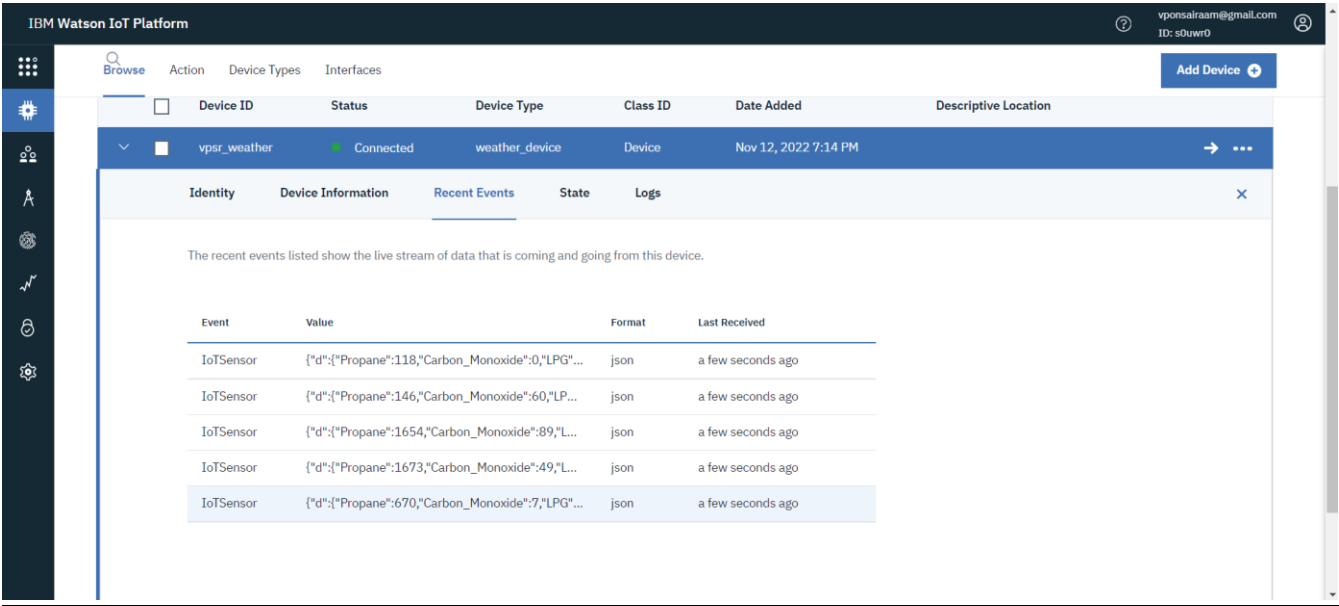 IBM Watson IoT Platform
vponsairaam@gmail.com
ID: s0uwr0
Browse Action Device Types Interfaces
Add Device
Device ID Status Device Type Class ID Date Added Descriptive Location
vpsr_weather Connected weather_device Device Nov 12, 2022 7:14 PM
Identity Device Information Recent Events State Logs
The recent events listed show the live stream of data that is coming and going from this device.
Event Value Format Last Received
IoTSensor {"d":{"Propane":118,"Carbon_Monoxide":0,"LPG"... json a few seconds ago
IoTSensor {"d":{"Propane":146,"Carbon_Monoxide":60,"LP... json a few seconds ago
IoTSensor {"d":{"Propane":1654,"Carbon_Monoxide":89,"L... json a few seconds ago
IoTSensor {"d":{"Propane":1673,"Carbon_Monoxide":49,"L... json a few seconds ago
IoTSensor {"d":{"Propane":670,"Carbon_Monoxide":7,"LPG"... json a few seconds ago